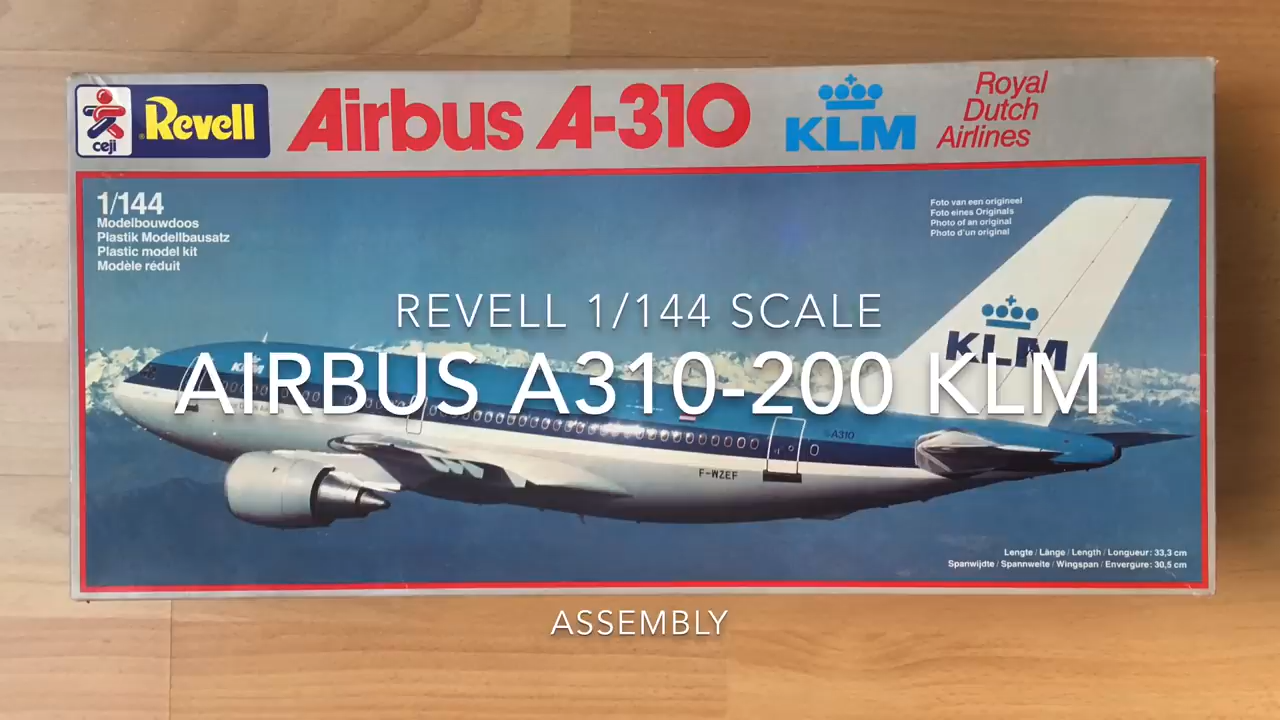 ceji
Revell
Airbus A-310
KLM
Royal
Dutch
Airlines
1/144
Modelbouwdoos
Plastik Modellbausatz
Plastic model kit
Modèle réduit
Foto van een origineel
Foto eines Originals
Photo of an original
Photo d'un original
REVELL 1/144 SCALE
AIRBUS A310-200 KLM
KLM
KLM
A310
F-WZEF
Lengte / Länge / Length / Longueur: 33,3 cm
Spanwijdte / Spannweite / Wingspan / Envergure: 30,5 cm
ASSEMBLY